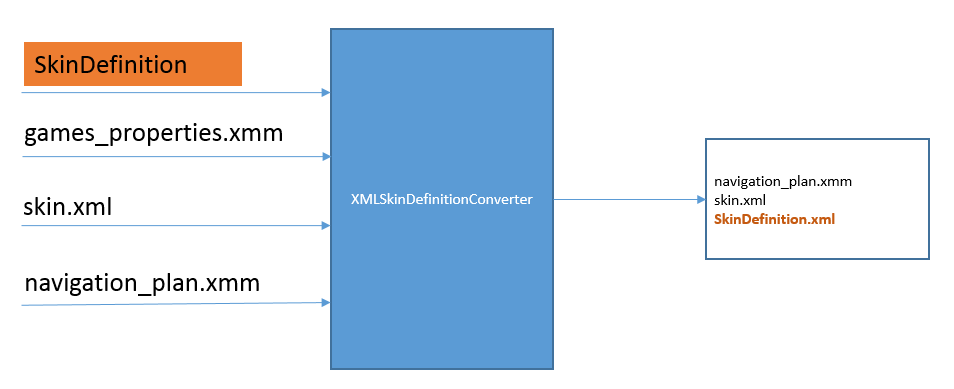 SkinDefinition
games_properties.xmm
skin.xml
navigation_plan.xmm
XMLSkinDefinitionConverter
navigation_plan.xmm
skin.xml
SkinDefinition.xml